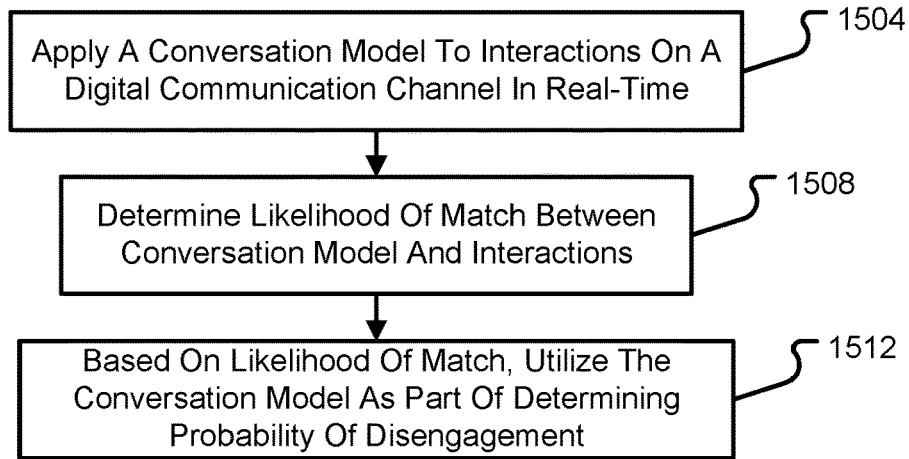 1504
Apply A Conversation Model To Interactions On A
Digital Communication Channel In Real-Time
1508
Determine Likelihood Of Match Between
Conversation Model And Interactions
1512
Based On Likelihood Of Match, Utilize The
Conversation Model As Part Of Determining
Probability Of Disengagement